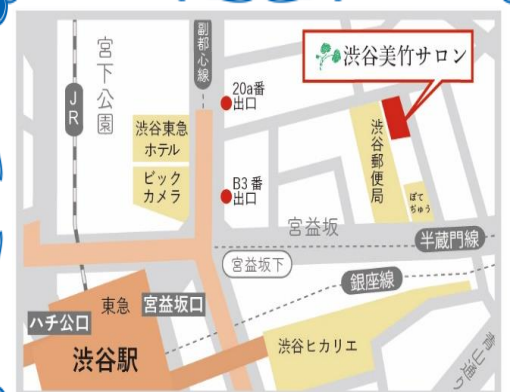 宮下公園
JR
副都心線
20a番
出口
渋谷美竹サロン
渋谷東急
ホテル
ビック
カメラ
B3番
出口
渋谷郵便局
ぼて
ぢゅう
宮益坂
半蔵門線
宮益坂下
銀座線
東急
宮益坂口
ハチ公口
渋谷駅
渋谷ヒカリエ
青山通り